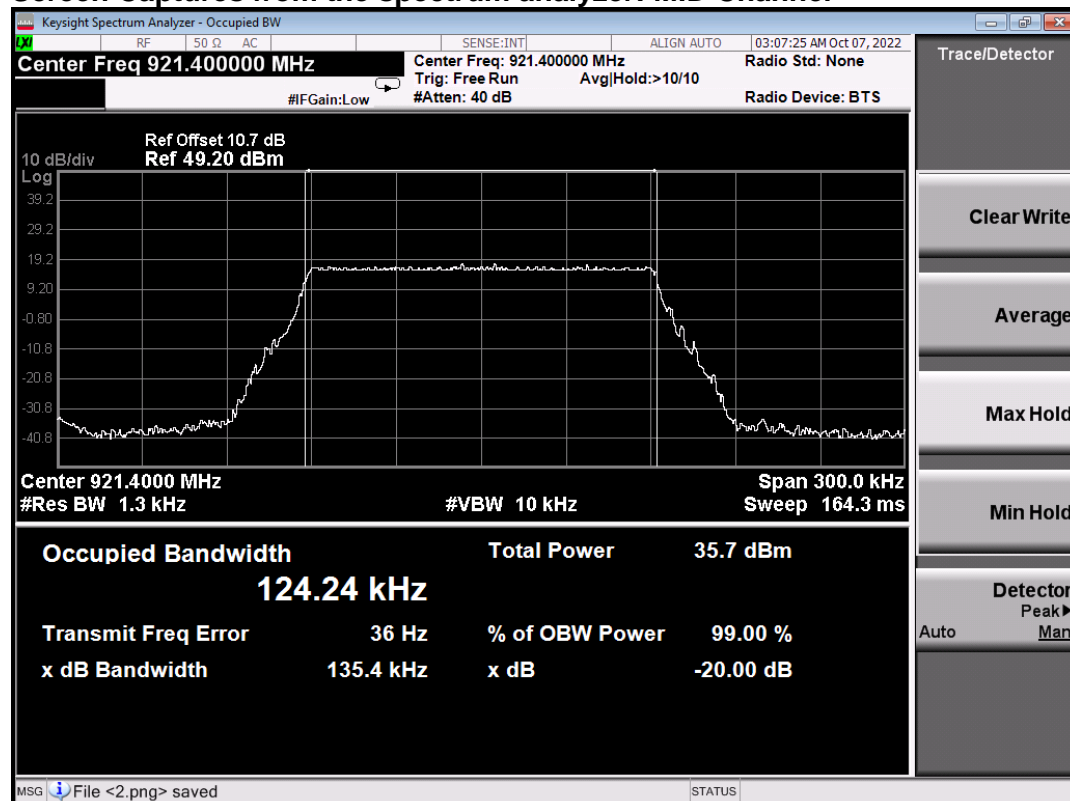 Screen Captures from the spectrum analyzer: MID Channel
Keysight Spectrum Analyzer - Occupied BW
LXI RF 50 Ω AC SENSE:INT ALIGN AUTO 03:07:25 AM Oct 07, 2022
Center Freq 921.400000 MHz
Center Freq: 921.400000 MHz Radio Std: None
Trig: Free Run Avg|Hold:>10/10
#IFGain:Low #Atten: 40 dB Radio Device: BTS
Ref Offset 10.7 dB
10 dB/div Ref 49.20 dBm
Log
39.2
29.2
19.2
9.20
-0.80
-10.8
-20.8
-30.8
-40.8
Center 921.4000 MHz Span 300.0 kHz
#Res BW 1.3 kHz #VBW 10 kHz Sweep 164.3 ms
Occupied Bandwidth Total Power 35.7 dBm
124.24 kHz
Transmit Freq Error 36 Hz % of OBW Power 99.00 %
x dB Bandwidth 135.4 kHz x dB -20.00 dB
MSG File <2.png> saved STATUS
Trace/Detector
Clear Write
Average
Max Hold
Min Hold
Detector
Peak▶
Auto Man